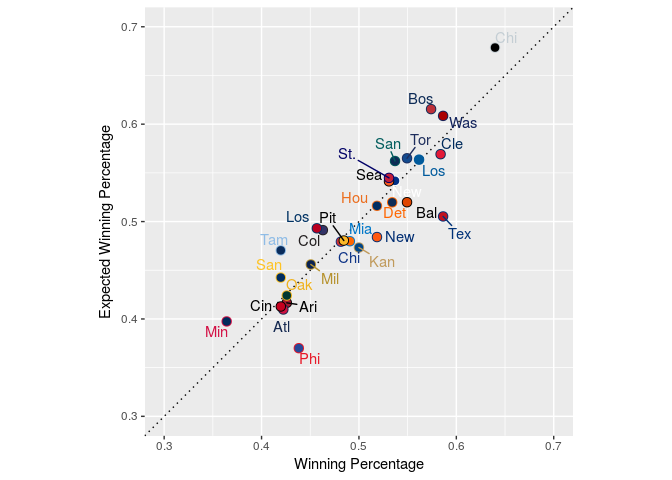 0.7
0.6
0.5
0.4
0.3
Expected Winning Percentage
Chi
Bos
Was
San
Tor
Cle
St.
Los
Sea
New
Hou
Det
Bal
Los
Pit
Mia
New
Tex
Col
Tam
Chi
Kan
San
Mil
Oak
Cin
Ari
Atl
Min
Phi
0.3
0.4
0.5
0.6
0.7
Winning Percentage